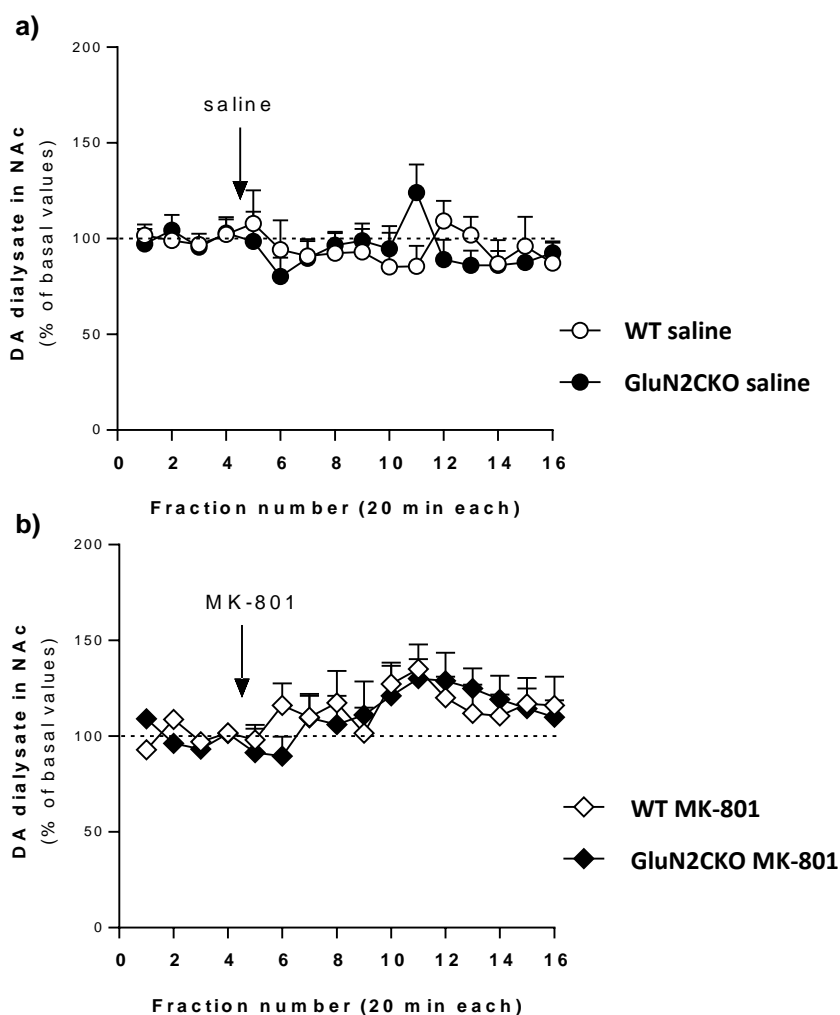 a)
200
150
100
50
0
DA dialysate in NAc
(% of basal values)
saline
0 2 4 6 8 10 12 14 16
Fraction number (20 min each)
WT saline
GluN2CKO saline
b)
200
150
100
50
0
DA dialysate in NAc
(% of basal values)
MK-801
0 2 4 6 8 10 12 14 16
Fraction number (20 min each)
WT MK-801
GluN2CKO MK-801